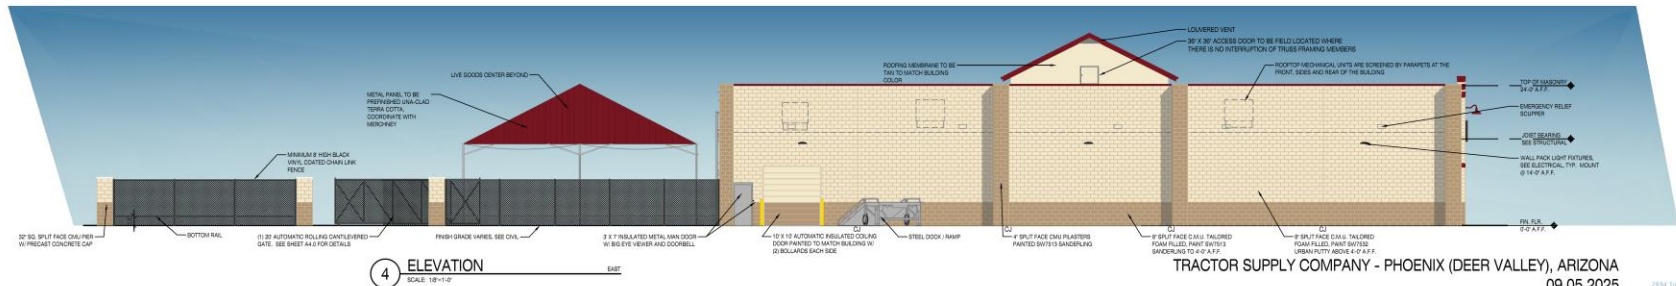 LOUVERED VENT
36" X 36" ACCESS DOOR TO BE FIELD LOCATED WHERE
THERE IS NO INTERRUPTION OF TRUSS FRAMING MEMBERS
ROOFING MEMBRANE TO BE
TAN TO MATCH BUILDING
COLOR
ROOFTOP MECHANICAL UNITS ARE SCREENED BY PARAPETS AT THE
FRONT, SIDES AND REAR OF THE BUILDING
LIVE GOODS CENTER BEYOND
TOP OF MASONRY
24'-0" A.F.F.
METAL PANEL TO BE
PREFINISHED UNA-CLAD
TERRA COTTA,
COORDINATE WITH
MERCHNEY
EMERGENCY RELIEF
SCUPPER
JOIST BEARING
SEE STRUCTURAL
MINIMUM 8' HIGH BLACK
VINYL COATED CHAIN LINK
FENCE
WALL PACK LIGHT FIXTURES,
SEE ELECTRICAL, TYP. MOUNT
@ 14'-0" A.F.F.
FIN. FLR.
0'-0" A.F.F.
CJ
CJ
CJ
CJ
32" SQ. SPLIT FACE CMU PIER
W/ PRECAST CONCRETE CAP
BOTTOM RAIL
(1) 20' AUTOMATIC ROLLING CANTILEVERED
GATE. SEE SHEET A4.0 FOR DETAILS
FINISH GRADE VARIES, SEE CIVIL
3' X 7' INSULATED METAL MAN DOOR
W/ BIG EYE VIEWER AND DOORBELL
10' X 10' AUTOMATIC INSULATED COILING
DOOR PAINTED TO MATCH BUILDING W/
(2) BOLLARDS EACH SIDE
STEEL DOCK / RAMP
4" SPLIT FACE CMU PILASTERS
PAINTED SW7513 SANDERLING
8" SPLIT FACE C.M.U. TAILORED
FOAM FILLED, PAINT SW7513
SANDERLING TO 4'-0" A.F.F.
8" SPLIT FACE C.M.U. TAILORED
FOAM FILLED, PAINT SW7532
URBAN PUTTY ABOVE 4'-0" A.F.F.
4 ELEVATION EAST
SCALE: 1/8"=1'-0"
TRACTOR SUPPLY COMPANY - PHOENIX (DEER VALLEY), ARIZONA
09.05.2025